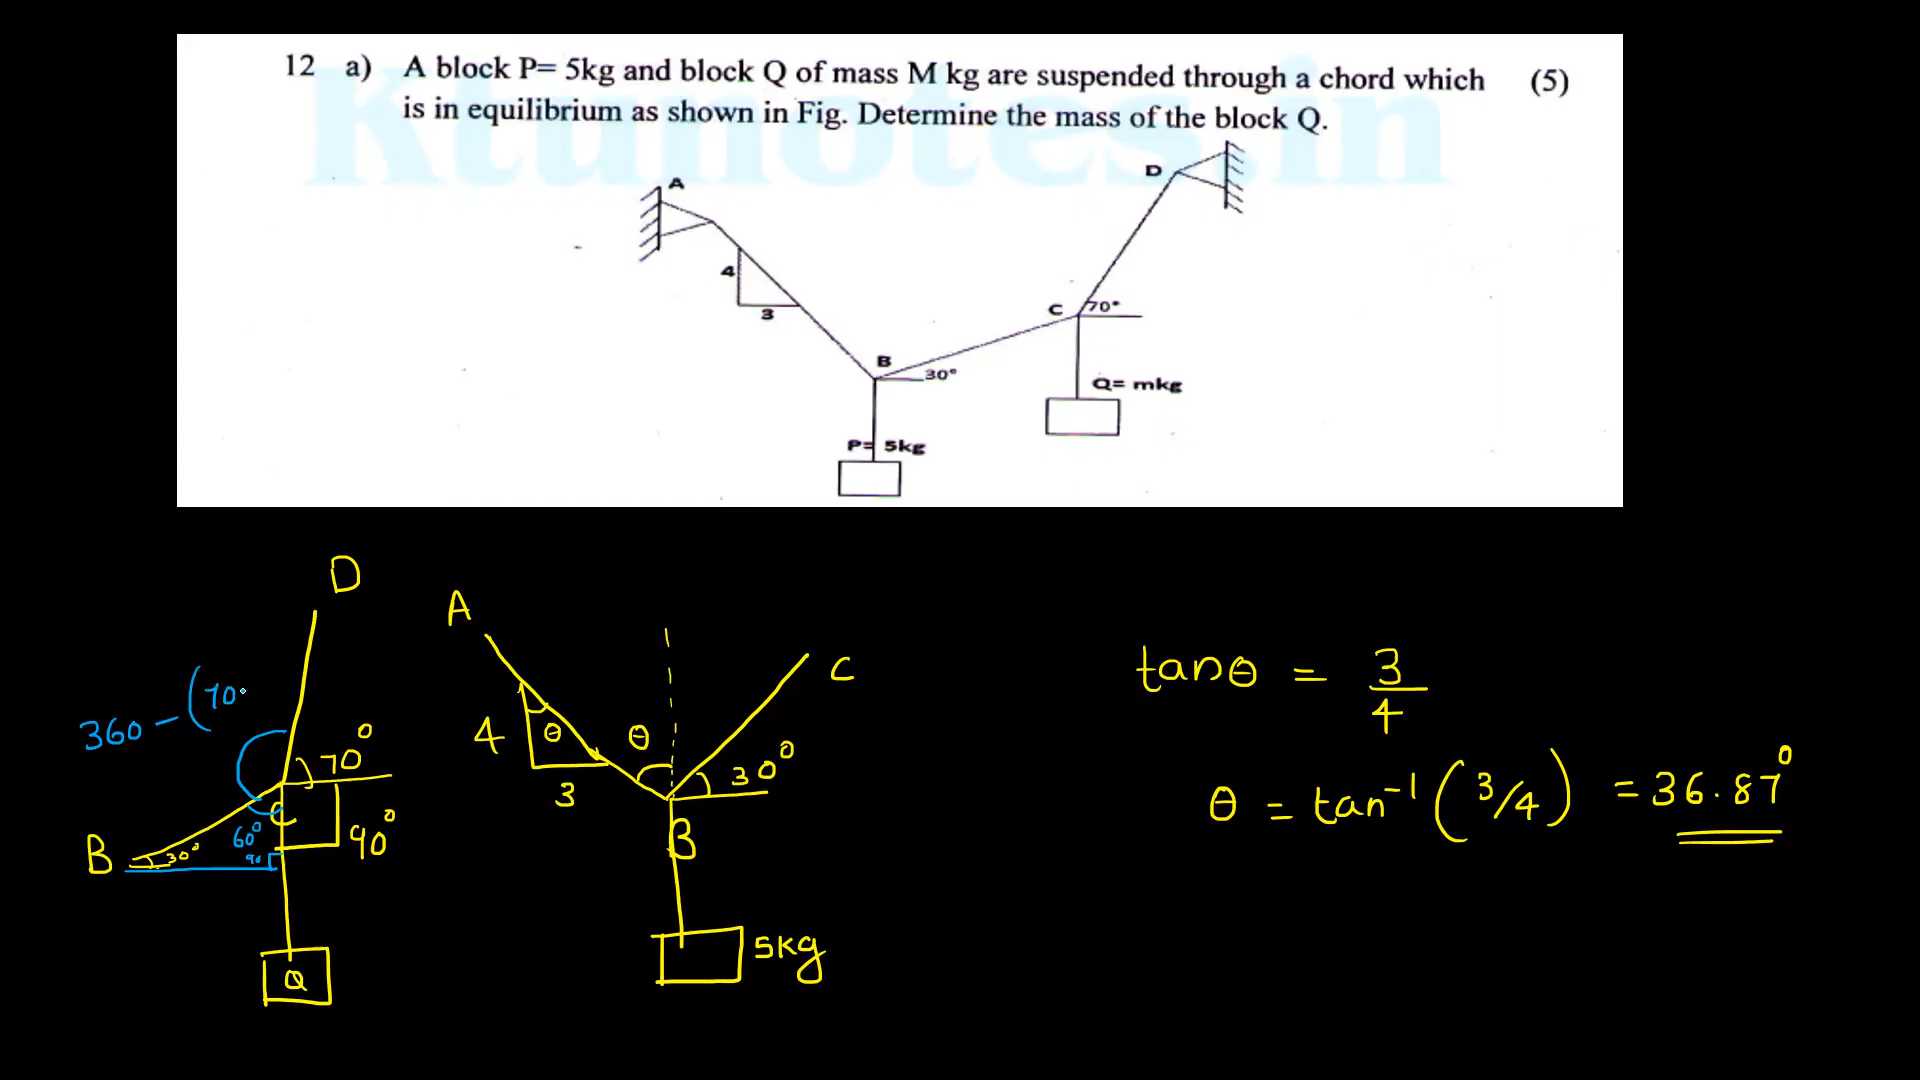 Ktunotes.in
12 a) A block P= 5kg and block Q of mass M kg are suspended through a chord which (5)
is in equilibrium as shown in Fig. Determine the mass of the block Q.
A
D
4
3
C
70°
B
30°
Q= mkg
P= 5kg
D
A
C
tanθ = 3/4
360 - (70
70°
4
θ
θ
30°
3
θ = tan⁻¹ (3/4) = 36.87°
B
30°
60°
90
C
90°
B
5kg
Q